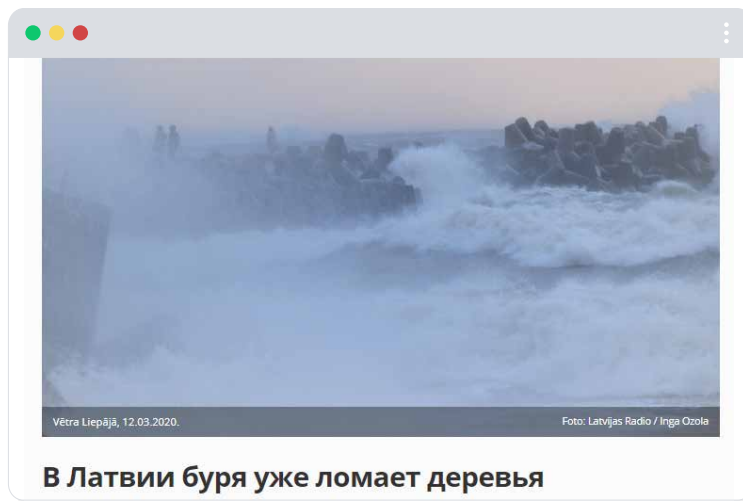 Vētra Liepājā, 12.03.2020.
Foto: Latvijas Radio / Inga Ozola
В Латвии буря уже ломает деревья